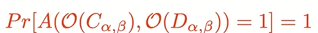 Pr[A(𝒪(C_{α,β}), 𝒪(D_{α,β})) = 1] = 1